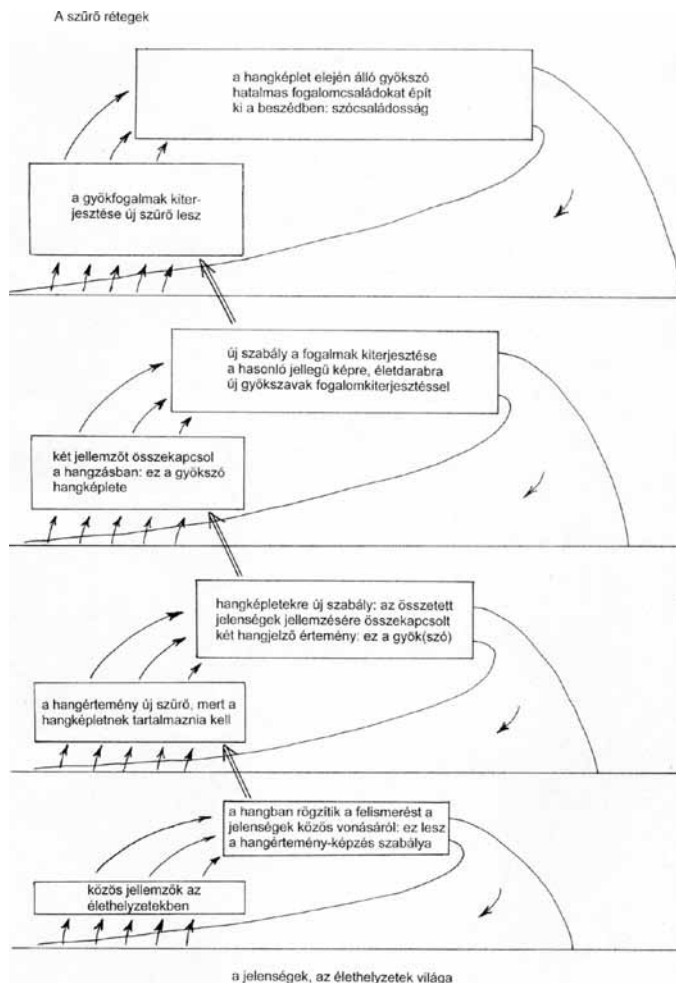 A szűrő rétegek
a hangképlet elején álló gyökszó
hatalmas fogalomcsaládokat épít
ki a beszédben: szócsaládosság
a gyökfogalmak kiter-
jesztése új szűrő lesz
új szabály a fogalmak kiterjesztése
a hasonló jellegű képre, életdarabra
új gyökszavak fogalomkiterjesztéssel
két jellemzőt összekapcsol
a hangzásban: ez a gyökszó
hangképlete
hangképletekre új szabály: az összetett
jelenségek jellemzésére összekapcsolt
két hangjelző értemény: ez a gyök(szó)
a hangértemény új szűrő, mert a
hangképletnek tartalmaznia kell
a hangban rögzítik a felismerést a
jelenségek közös vonásáról: ez lesz
a hangértemény-képzés szabálya
közös jellemzők az
élethelyzetekben
a jelenségek, az élethelyzetek világa